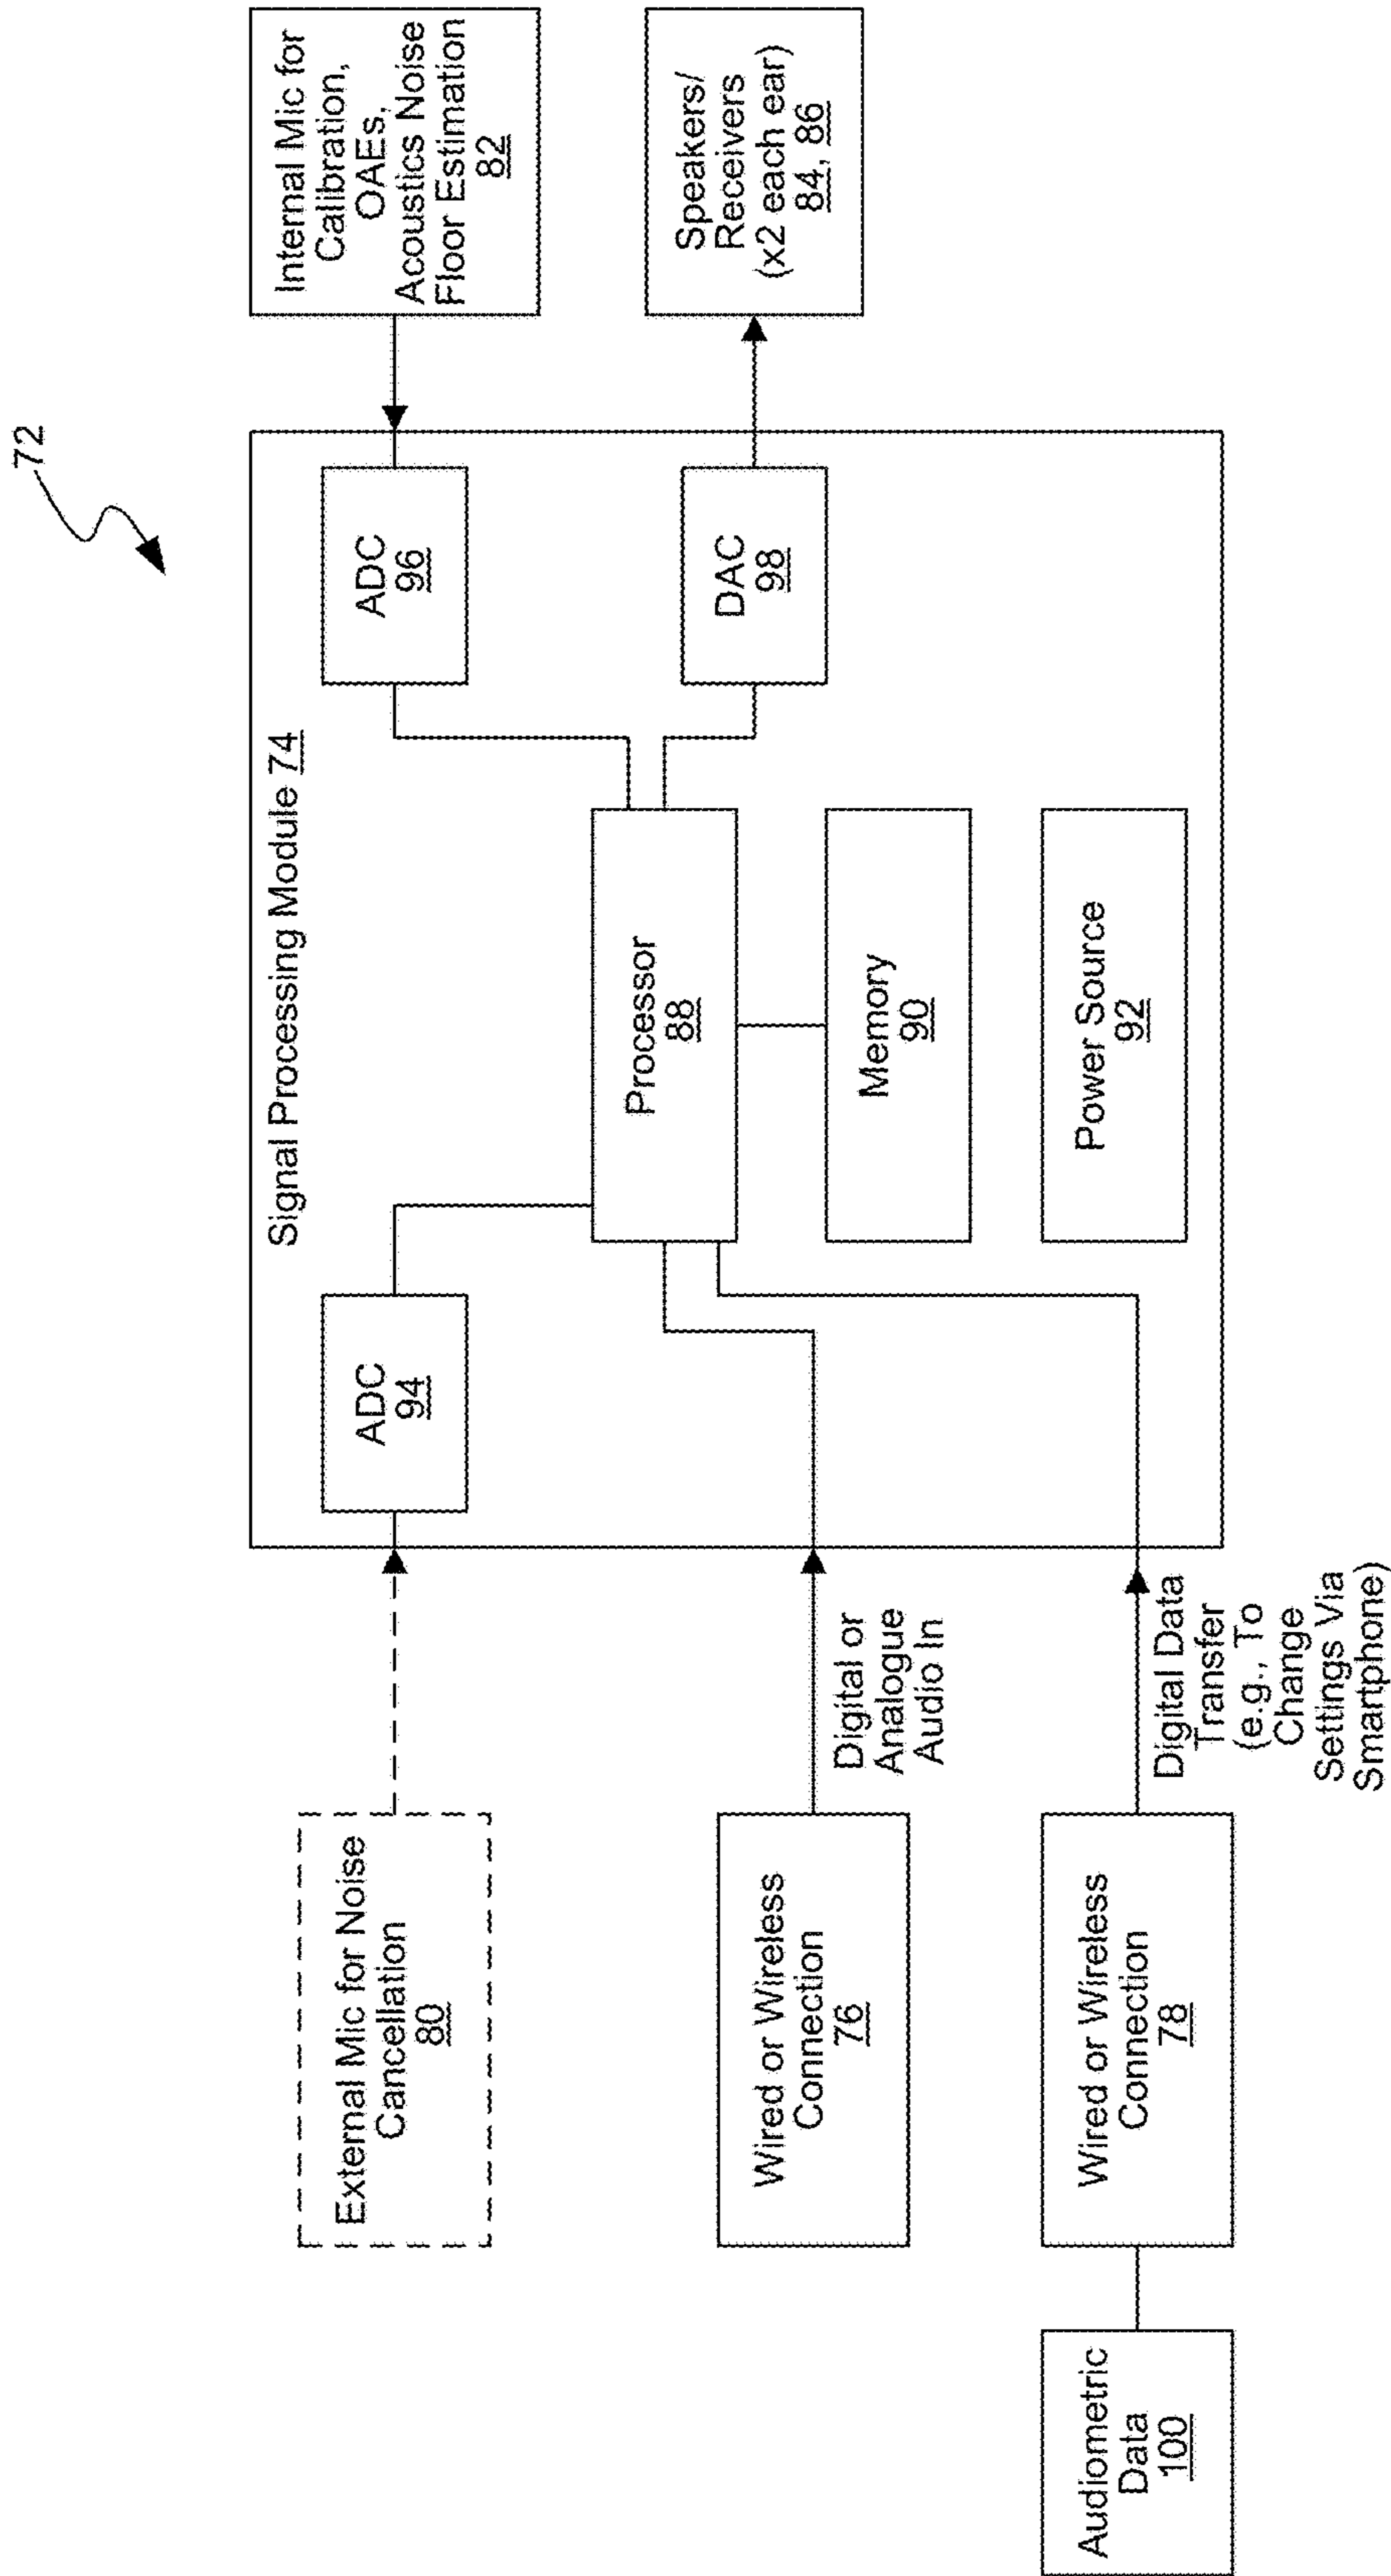 72
External Mic for Noise
Cancellation
80
Wired or Wireless
Connection
76
Digital or
Analogue
Audio In
Audiometric
Data
100
Wired or Wireless
Connection
78
Digital Data
Transfer
(e.g., To
Change
Settings Via
Smartphone)
Signal Processing Module 74
ADC
94
Processor
88
Memory
90
Power Source
92
ADC
96
DAC
98
Internal Mic for
Calibration,
OAEs,
Acoustics Noise
Floor Estimation
82
Speakers/
Receivers
(x2 each ear)
84, 86